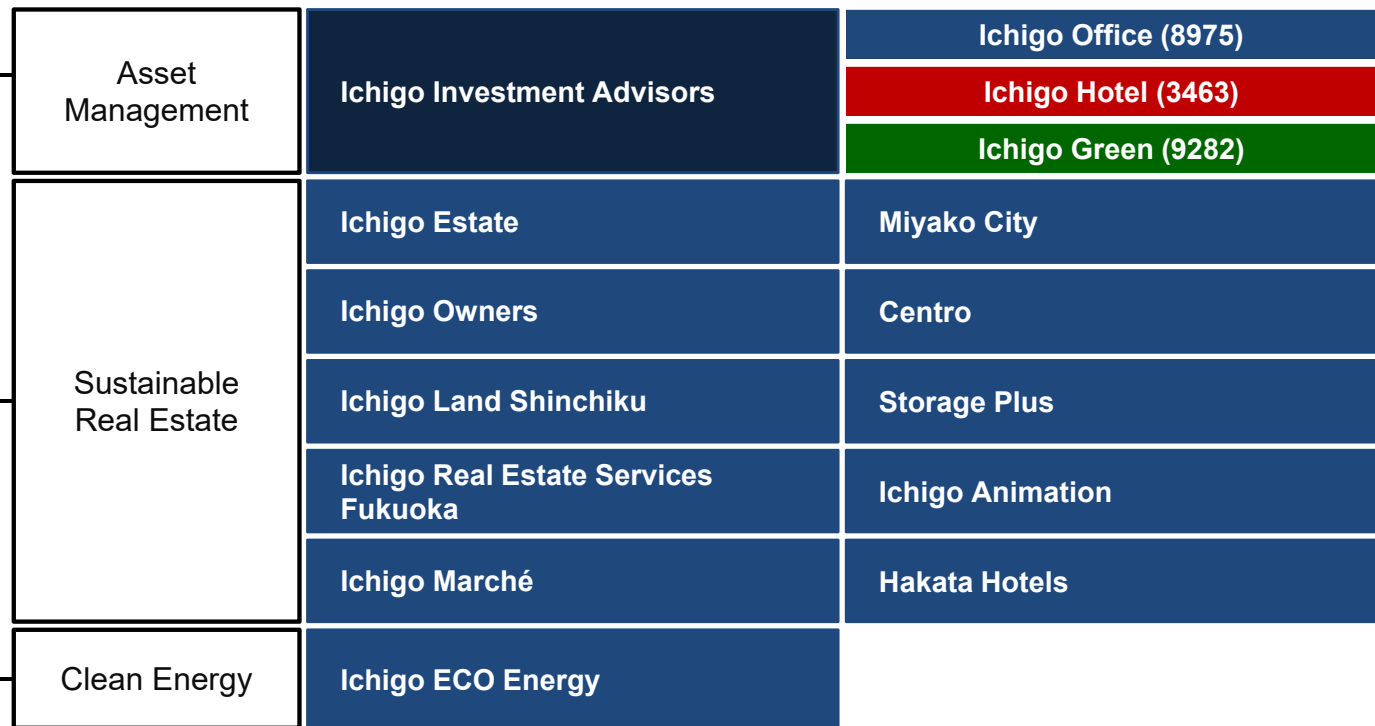 Asset
Management
Ichigo Investment Advisors
Ichigo Office (8975)
Ichigo Hotel (3463)
Ichigo Green (9282)
Sustainable
Real Estate
Ichigo Estate
Miyako City
Ichigo Owners
Centro
Ichigo Land Shinchiku
Storage Plus
Ichigo Real Estate Services
Fukuoka
Ichigo Animation
Ichigo Marché
Hakata Hotels
Clean Energy
Ichigo ECO Energy